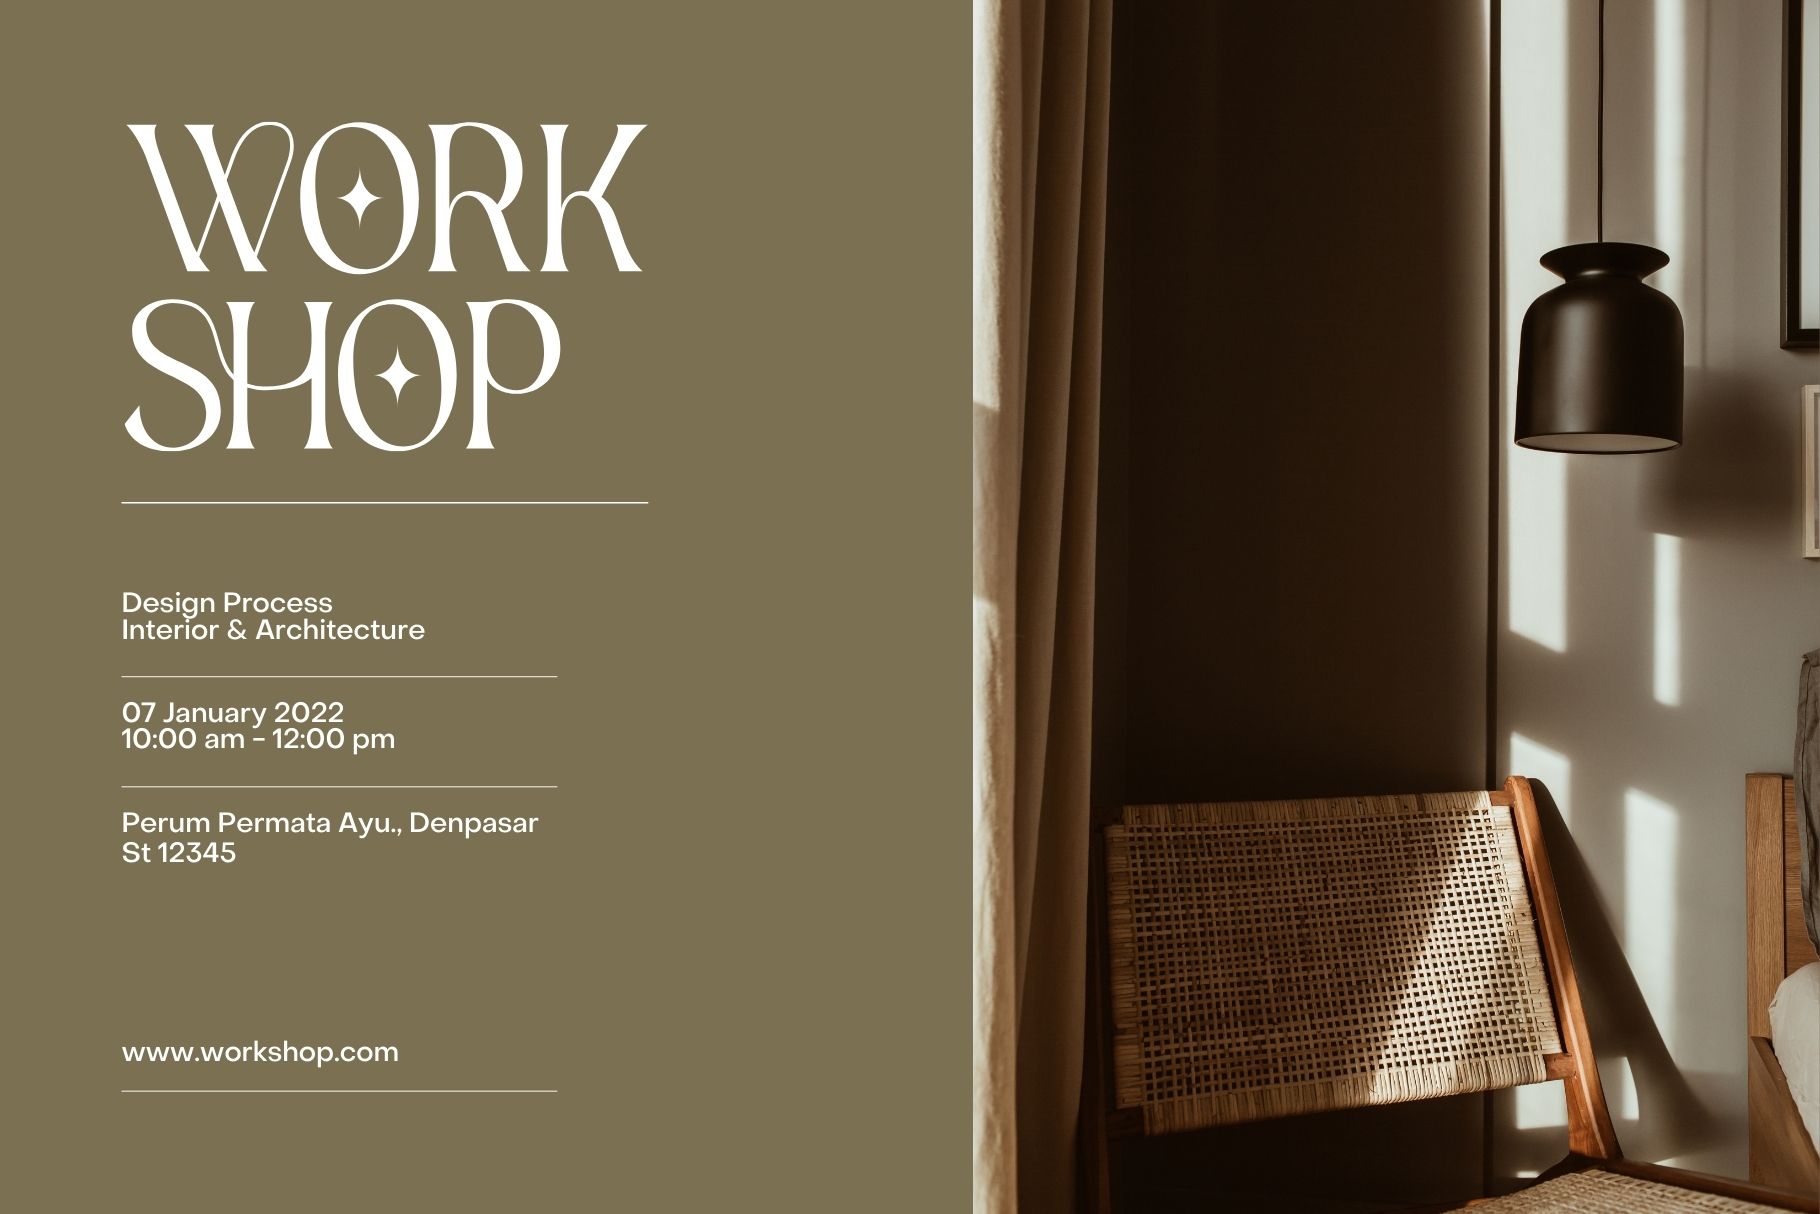 WORK
SHOP
Design Process
Interior & Architecture
07 January 2022
10:00 am - 12:00 pm
Perum Permata Ayu., Denpasar
St 12345
www.workshop.com